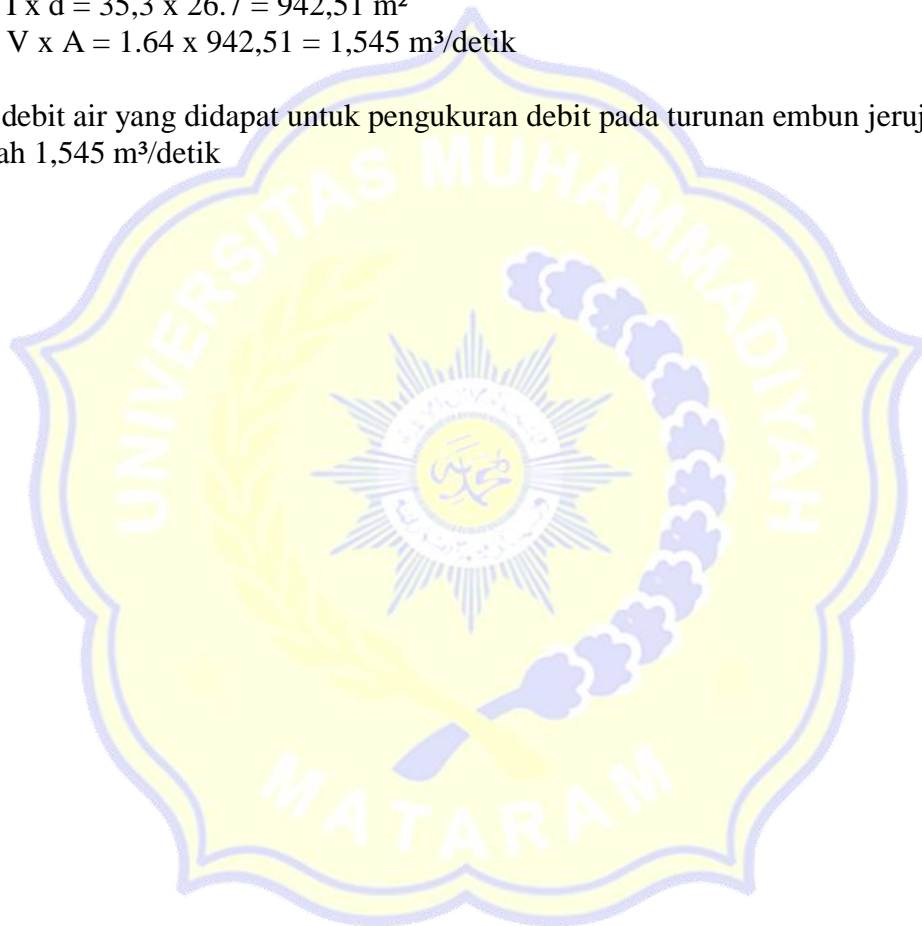 l x d = 35,3 x 26.7 = 942,51 m²
V x A = 1.64 x 942,51 = 1,545 m³/detik
debit air yang didapat untuk pengukuran debit pada turunan embun
1,545 m³/detik
UNIVERSITAS MUHAMMADIYAH
MATARAM